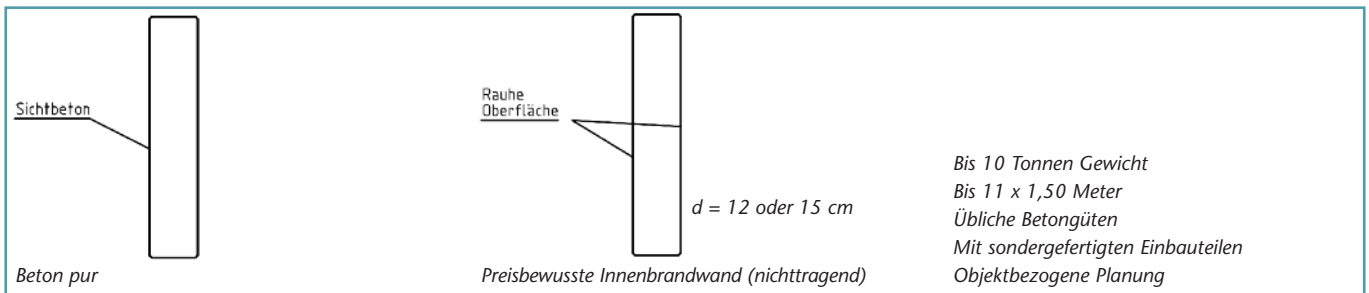 Sichtbeton
Beton pur
Rauhe
Oberfläche
d = 12 oder 15 cm
Preisbewusste Innenbrandwand (nichttragend)
Bis 10 Tonnen Gewicht
Bis 11 x 1,50 Meter
Übliche Betongüten
Mit sondergefertigten Einbauteilen
Objektbezogene Planung